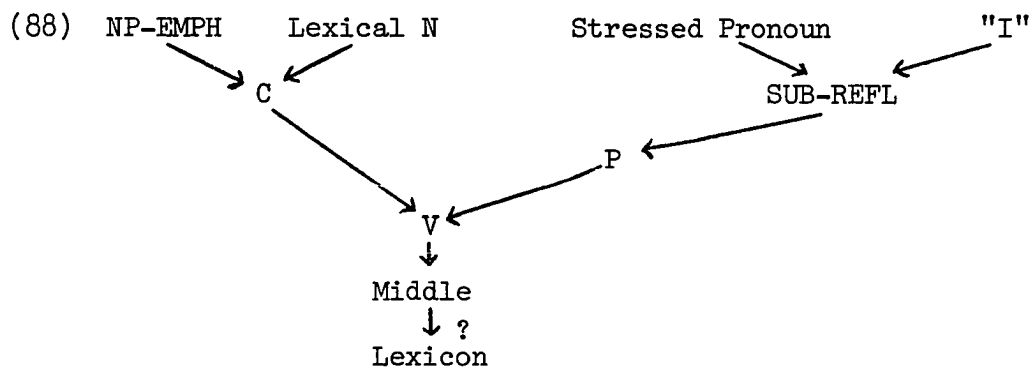 (88) NP-EMPH Lexical N Stressed Pronoun "I"
C SUB-REFL
P
V
Middle
?
Lexicon